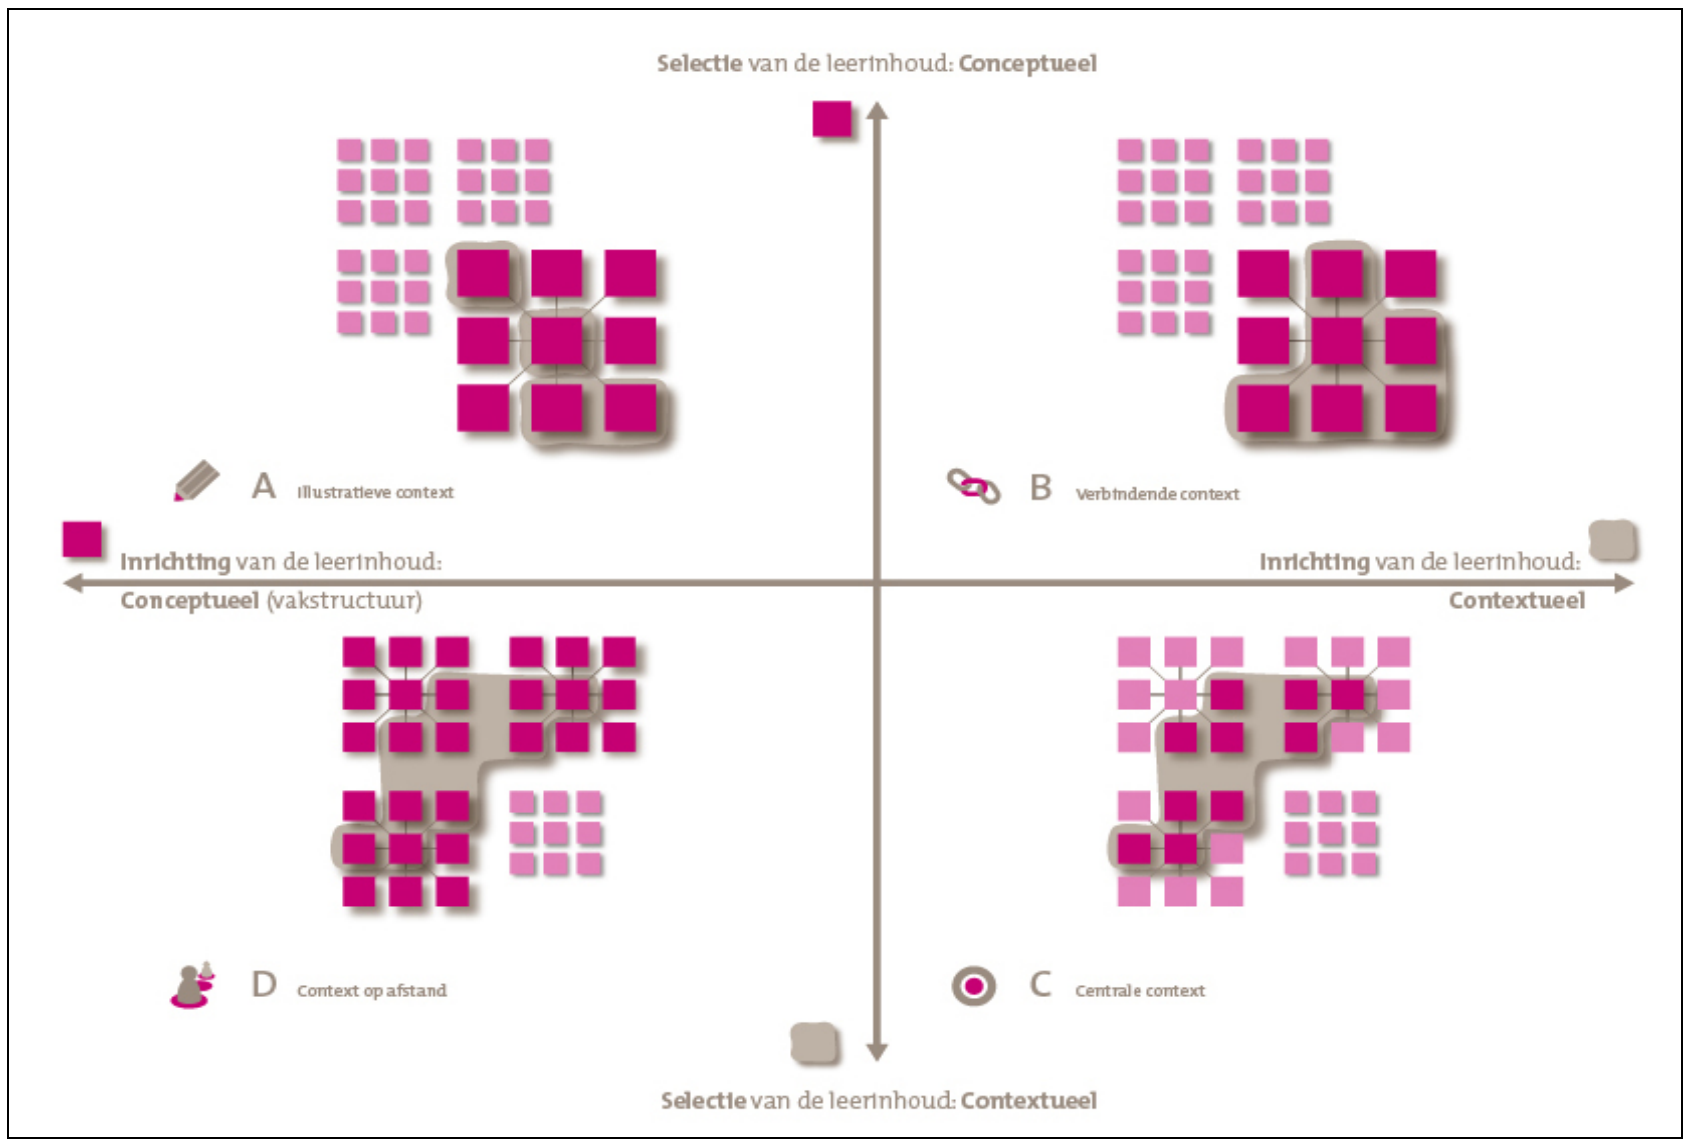 Selectie van de leerinhoud: Conceptueel
A Illustratieve context
B Verbindende context
Inrichting van de leerinhoud:
Conceptueel (vakstructuur)
Inrichting van de leerinhoud:
Contextueel
D Context op afstand
C Centrale context
Selectie van de leerinhoud: Contextueel